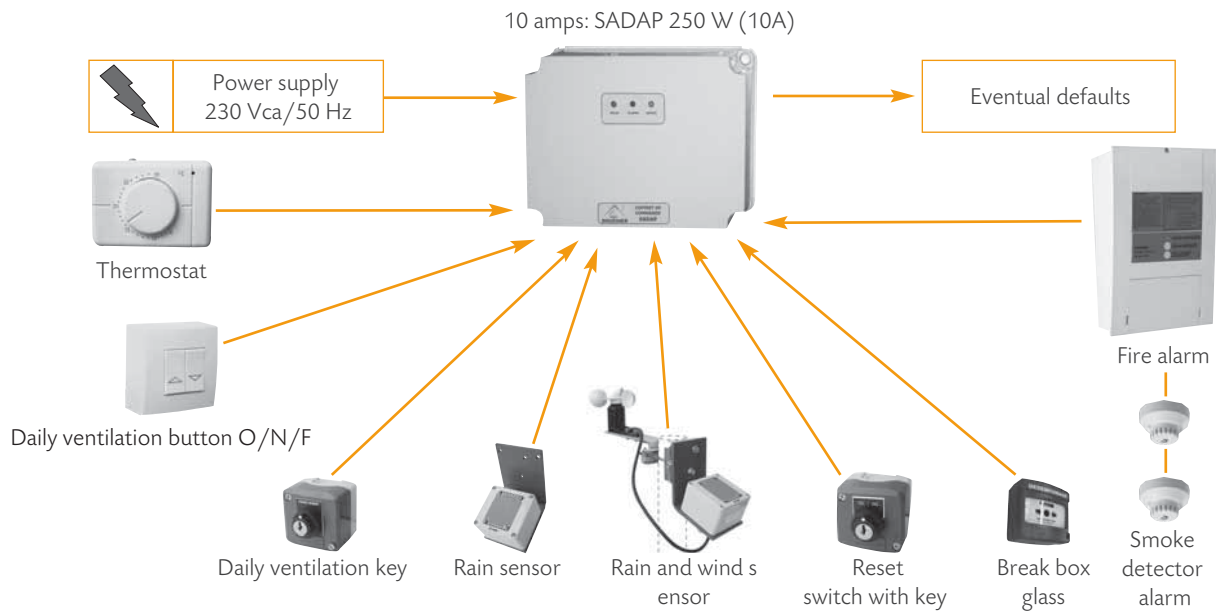 10 amps: SADAP 250 W (10A)
Power supply
230 Vca/50 Hz
Eventual defaults
Thermostat
Fire alarm
Daily ventilation button O/N/F
Daily ventilation key
Rain sensor
Rain and wind s
ensor
Reset
switch with key
Break box
glass
Smoke
detector
alarm